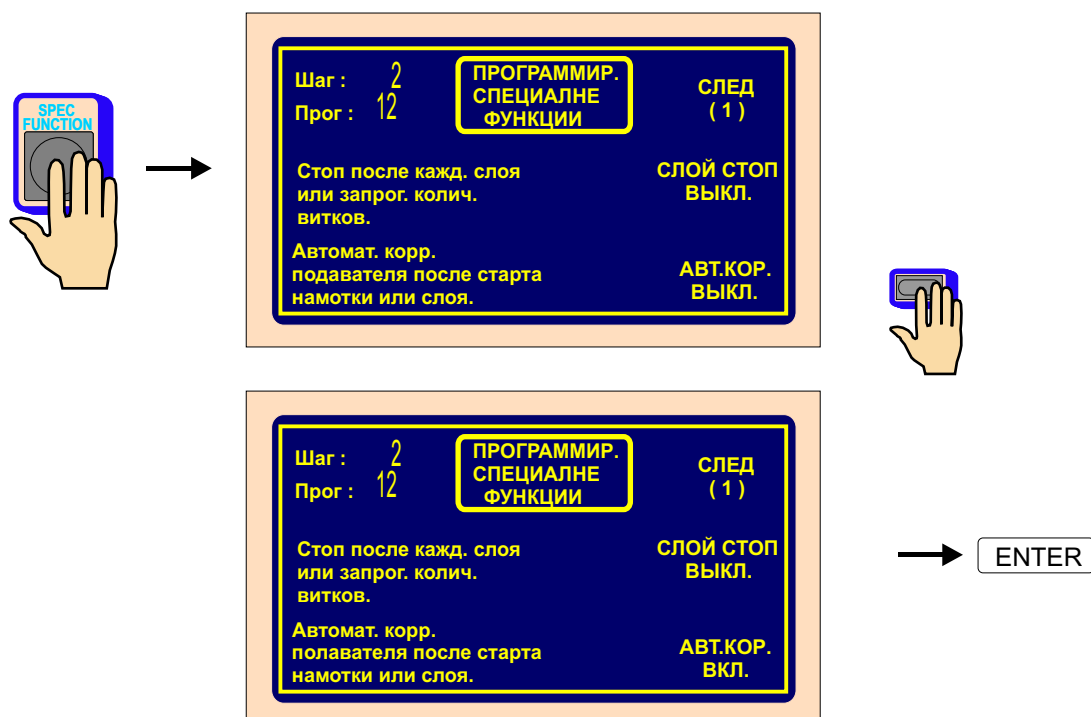 SPEC
FUNCTION
Шаг : 2
Прог : 12
ПРОГРАММИР.
СПЕЦИАЛНЕ
ФУНКЦИИ
СЛЕД
( 1 )
Стоп после кажд. слоя
или запрог. колич.
витков.
СЛОЙ СТОП
ВЫКЛ.
Автомат. корр.
подавателя после старта
намотки или слоя.
АВТ.КОР.
ВЫКЛ.
Шаг : 2
Прог : 12
ПРОГРАММИР.
СПЕЦИАЛНЕ
ФУНКЦИИ
СЛЕД
( 1 )
Стоп после кажд. слоя
или запрог. колич.
витков.
СЛОЙ СТОП
ВЫКЛ.
Автомат. корр.
полавателя после старта
намотки или слоя.
АВТ.КОР.
ВКЛ.
ENTER